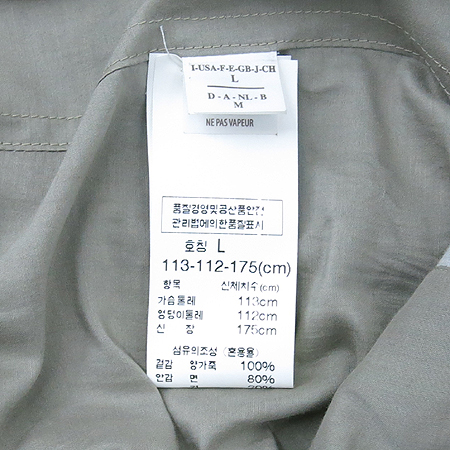 I-USA-F-E-GB-J-CH
L
D-A-NL-B
M
NE PAS VAPEUR
품질경영및공산품안전
관리법에의한품질표시
호칭 L
113-112-175(cm)
항목 신체치수(cm)
가슴둘레 113cm
엉덩이둘레 112cm
신 장 175cm
섬유의조성 (혼용율)
겉감 양가죽 100%
안감 면 80%